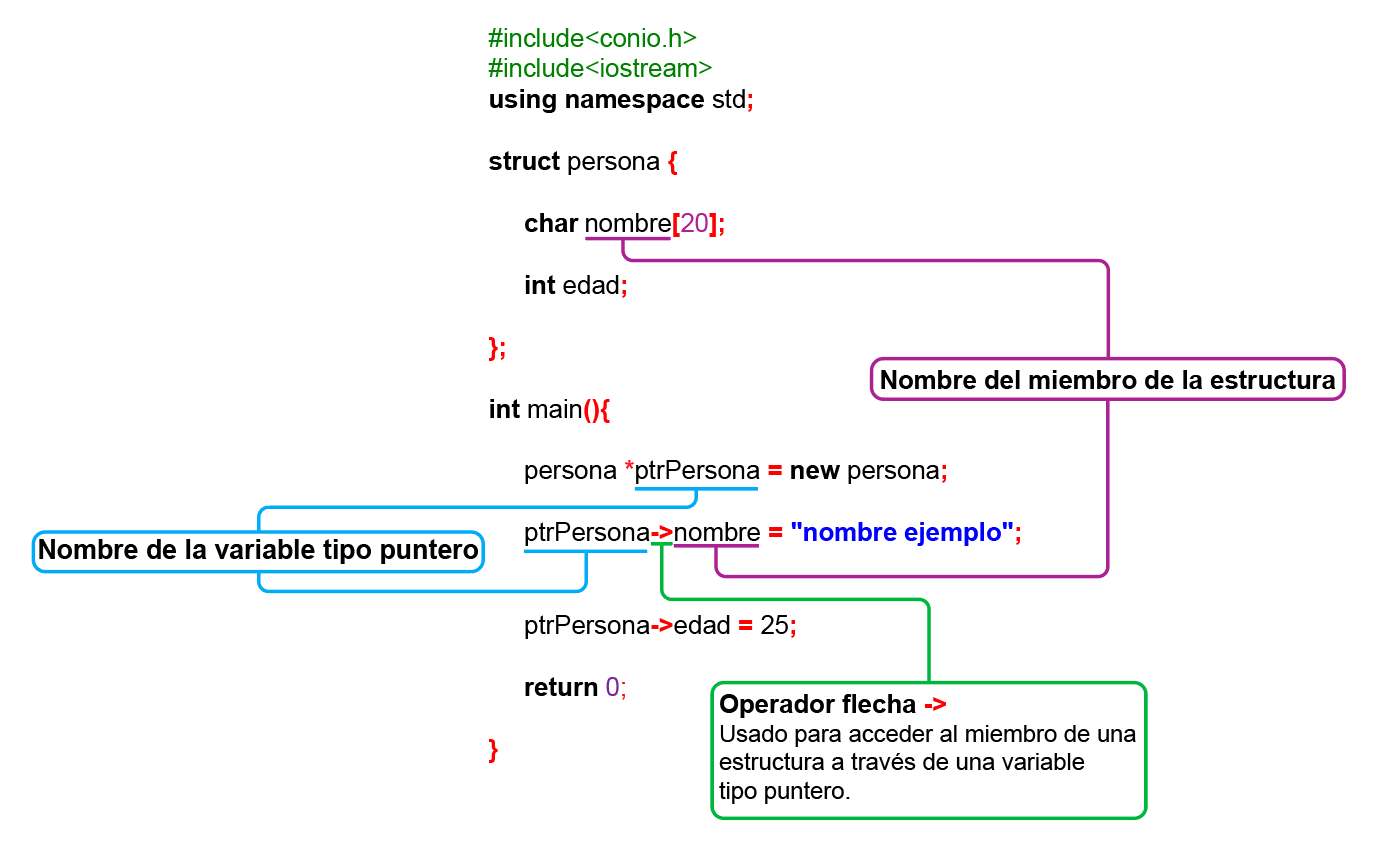 #include<conio.h>
#include<iostream>
using namespace std;
struct persona {
char nombre[20];
int edad;
};
Nombre del miembro de la estructura
int main(){
persona *ptrPersona = new persona;
ptrPersona->nombre = "nombre ejemplo";
Nombre de la variable tipo puntero
ptrPersona->edad = 25;
return 0;
Operador flecha ->
Usado para acceder al miembro de una
estructura a través de una variable
tipo puntero.
}